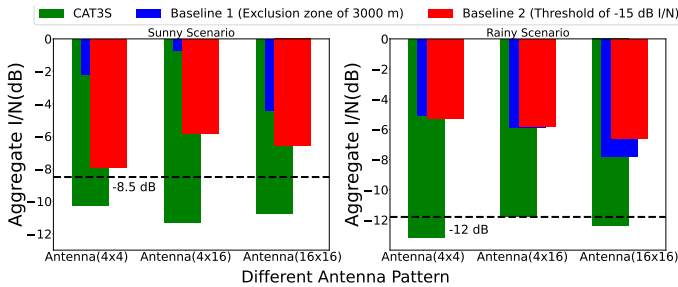 CAT3S Baseline 1 (Exclusion zone of 3000 m) Baseline 2 (Threshold of -15 dB I/N)
Sunny Scenario
Aggregate I/N(dB)
0
−2
−4
−6
−8
−10
−12
-8.5 dB
Antenna(4x4) Antenna(4x16) Antenna(16x16)
Rainy Scenario
Aggregate I/N(dB)
0
−2
−4
−6
−8
−10
−12
-12 dB
Antenna(4x4) Antenna(4x16) Antenna(16x16)
Different Antenna Pattern